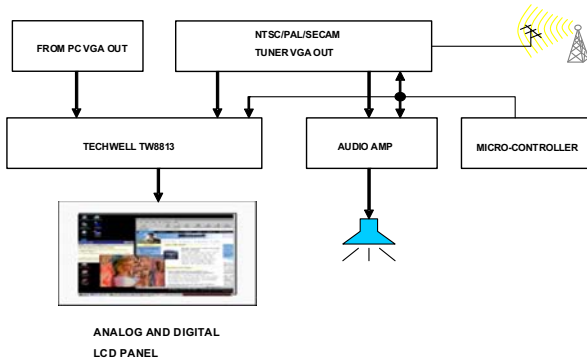 FROM PC VGA OUT
NTSC/PAL/SECAM
TUNER VGA OUT
TECHWELL TW8813
AUDIO AMP
MICRO-CONTROLLER
ANALOG AND DIGITAL
LCD PANEL